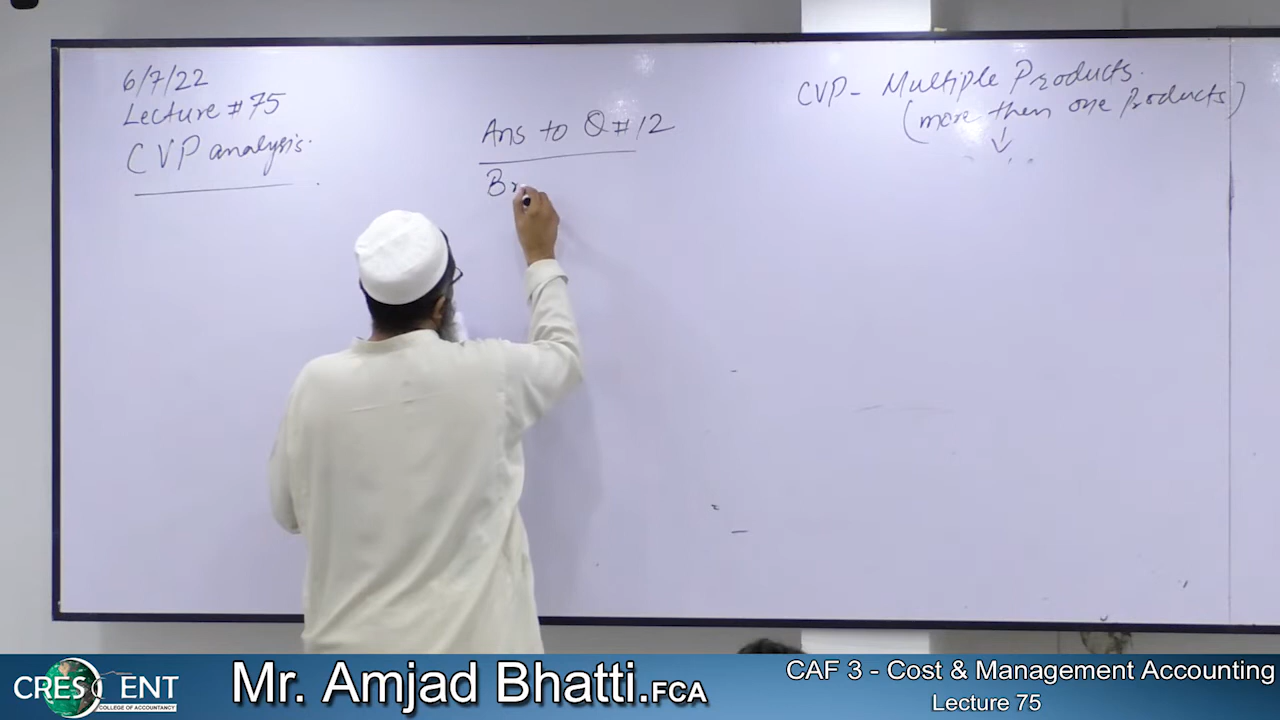 6/7/22
Lecture #75
CVP analysis.
Ans to Q#12
Br
CVP - Multiple Products.
(more then one Products)
CRESCENT
COLLEGE OF ACCOUNTANCY
Mr. Amjad Bhatti.FCA
CAF 3 - Cost & Management Accounting
Lecture 75